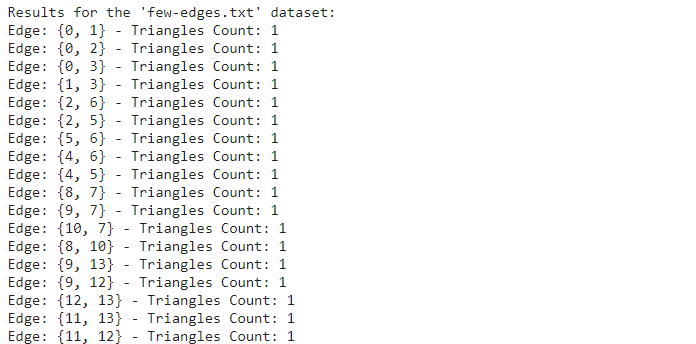 Results for the 'few-edges.txt' dataset:
Edge: {0, 1} - Triangles Count: 1
Edge: {0, 2} - Triangles Count: 1
Edge: {0, 3} - Triangles Count: 1
Edge: {1, 3} - Triangles Count: 1
Edge: {2, 6} - Triangles Count: 1
Edge: {2, 5} - Triangles Count: 1
Edge: {5, 6} - Triangles Count: 1
Edge: {4, 6} - Triangles Count: 1
Edge: {4, 5} - Triangles Count: 1
Edge: {8, 7} - Triangles Count: 1
Edge: {9, 7} - Triangles Count: 1
Edge: {10, 7} - Triangles Count: 1
Edge: {8, 10} - Triangles Count: 1
Edge: {9, 13} - Triangles Count: 1
Edge: {9, 12} - Triangles Count: 1
Edge: {12, 13} - Triangles Count: 1
Edge: {11, 13} - Triangles Count: 1
Edge: {11, 12} - Triangles Count: 1